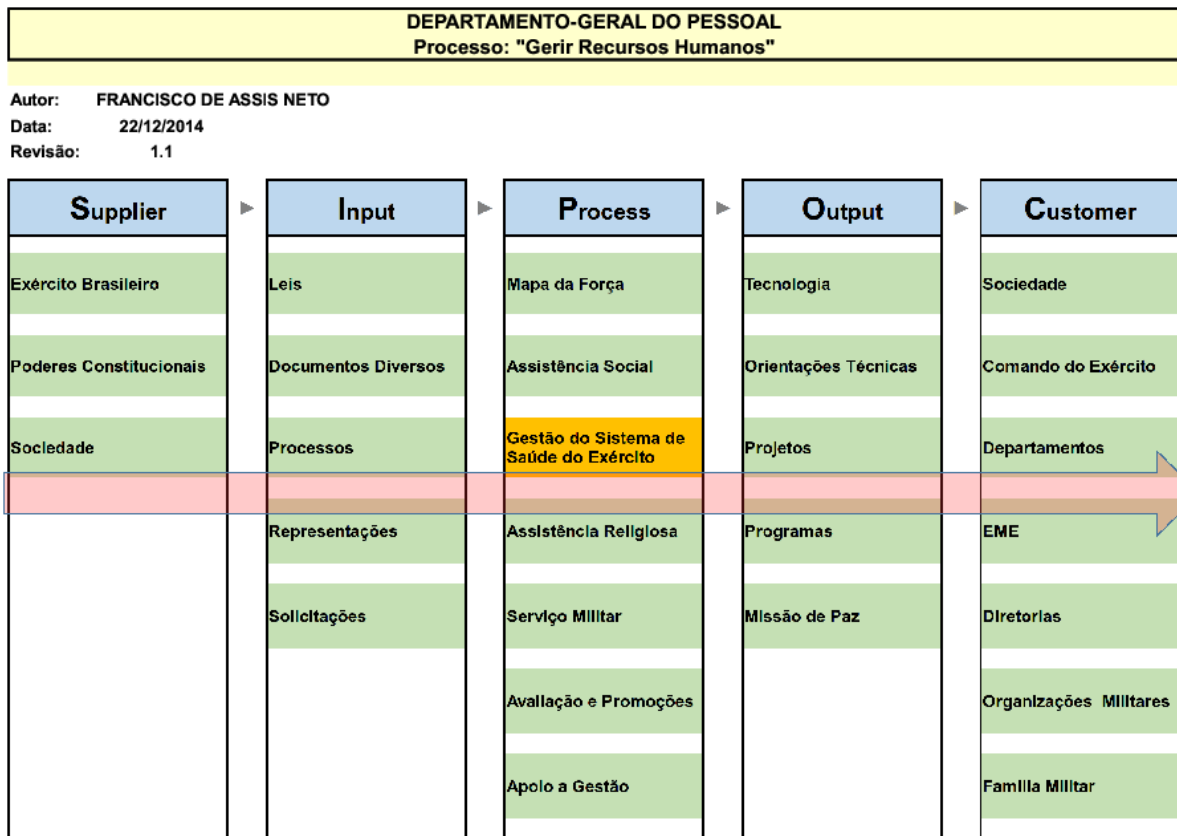 DEPARTAMENTO-GERAL DO PESSOAL
Processo: "Gerir Recursos Humanos"
Autor: FRANCISCO DE ASSIS NETO
Data: 22/12/2014
Revisão: 1.1
Supplier
Exército Brasileiro
Poderes Constitucionais
Sociedade
Input
Leis
Documentos Diversos
Processos
Representações
Solicitações
Process
Mapa da Força
Assistência Social
Gestão do Sistema de
Saúde do Exército
Assistência Religiosa
Serviço Militar
Avaliação e Promoções
Apoio a Gestão
Output
Tecnologia
Orientações Técnicas
Projetos
Programas
Missão de Paz
Customer
Sociedade
Comando do Exército
Departamentos
EME
Diretorias
Organizações Militares
Familia Militar